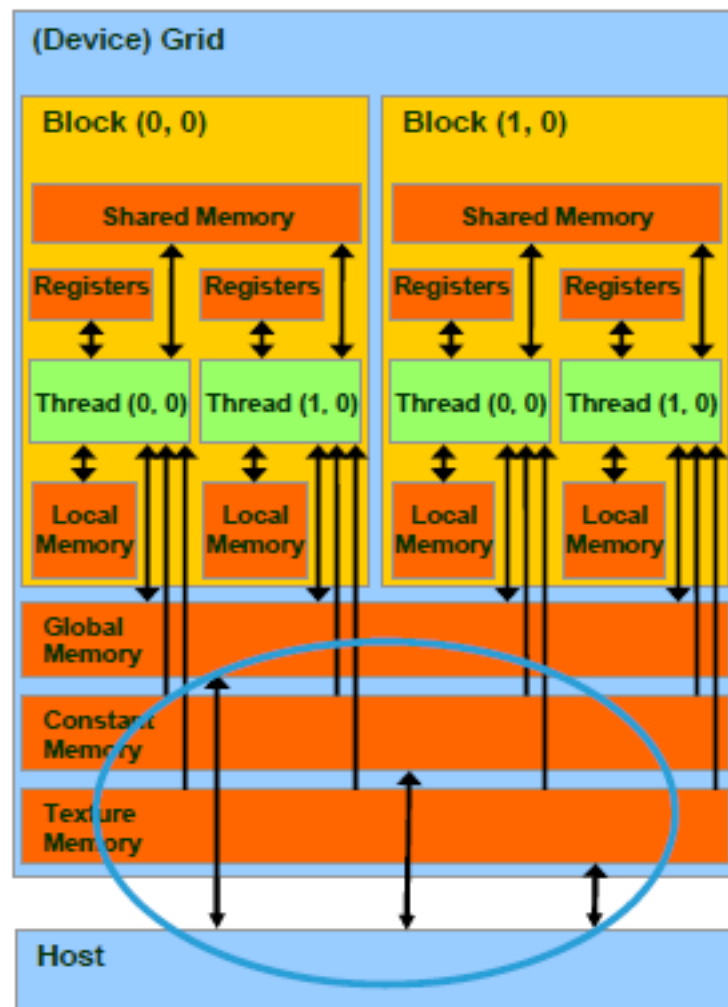 (Device) Grid
Block (0, 0)
Block (1, 0)
Shared Memory
Shared Memory
Registers
Registers
Registers
Registers
Thread (0, 0)
Thread (1, 0)
Thread (0, 0)
Thread (1, 0)
Local
Memory
Local
Memory
Local
Memory
Local
Memory
Global
Memory
Constant
Memory
Texture
Memory
Host